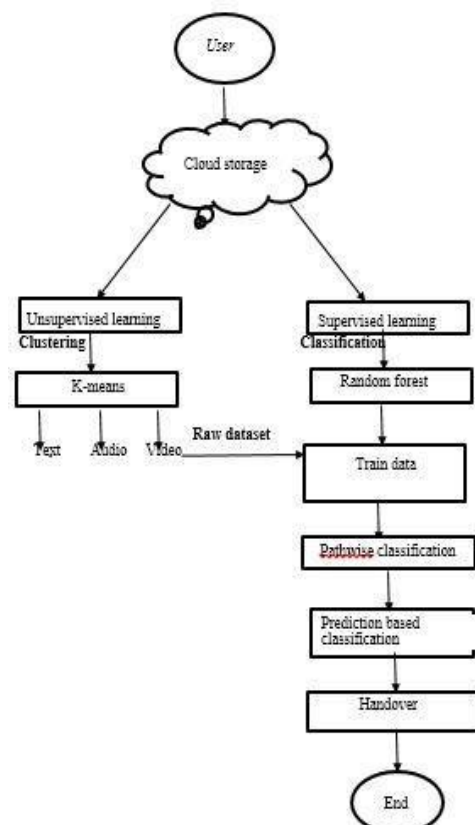 User
Cloud storage
Unsupervised learning
Clustering
K-means
Text Audio Video
Raw dataset
Supervised learning
Classification
Random forest
Train data
Pathwise classification
Prediction based
classification
Handover
End